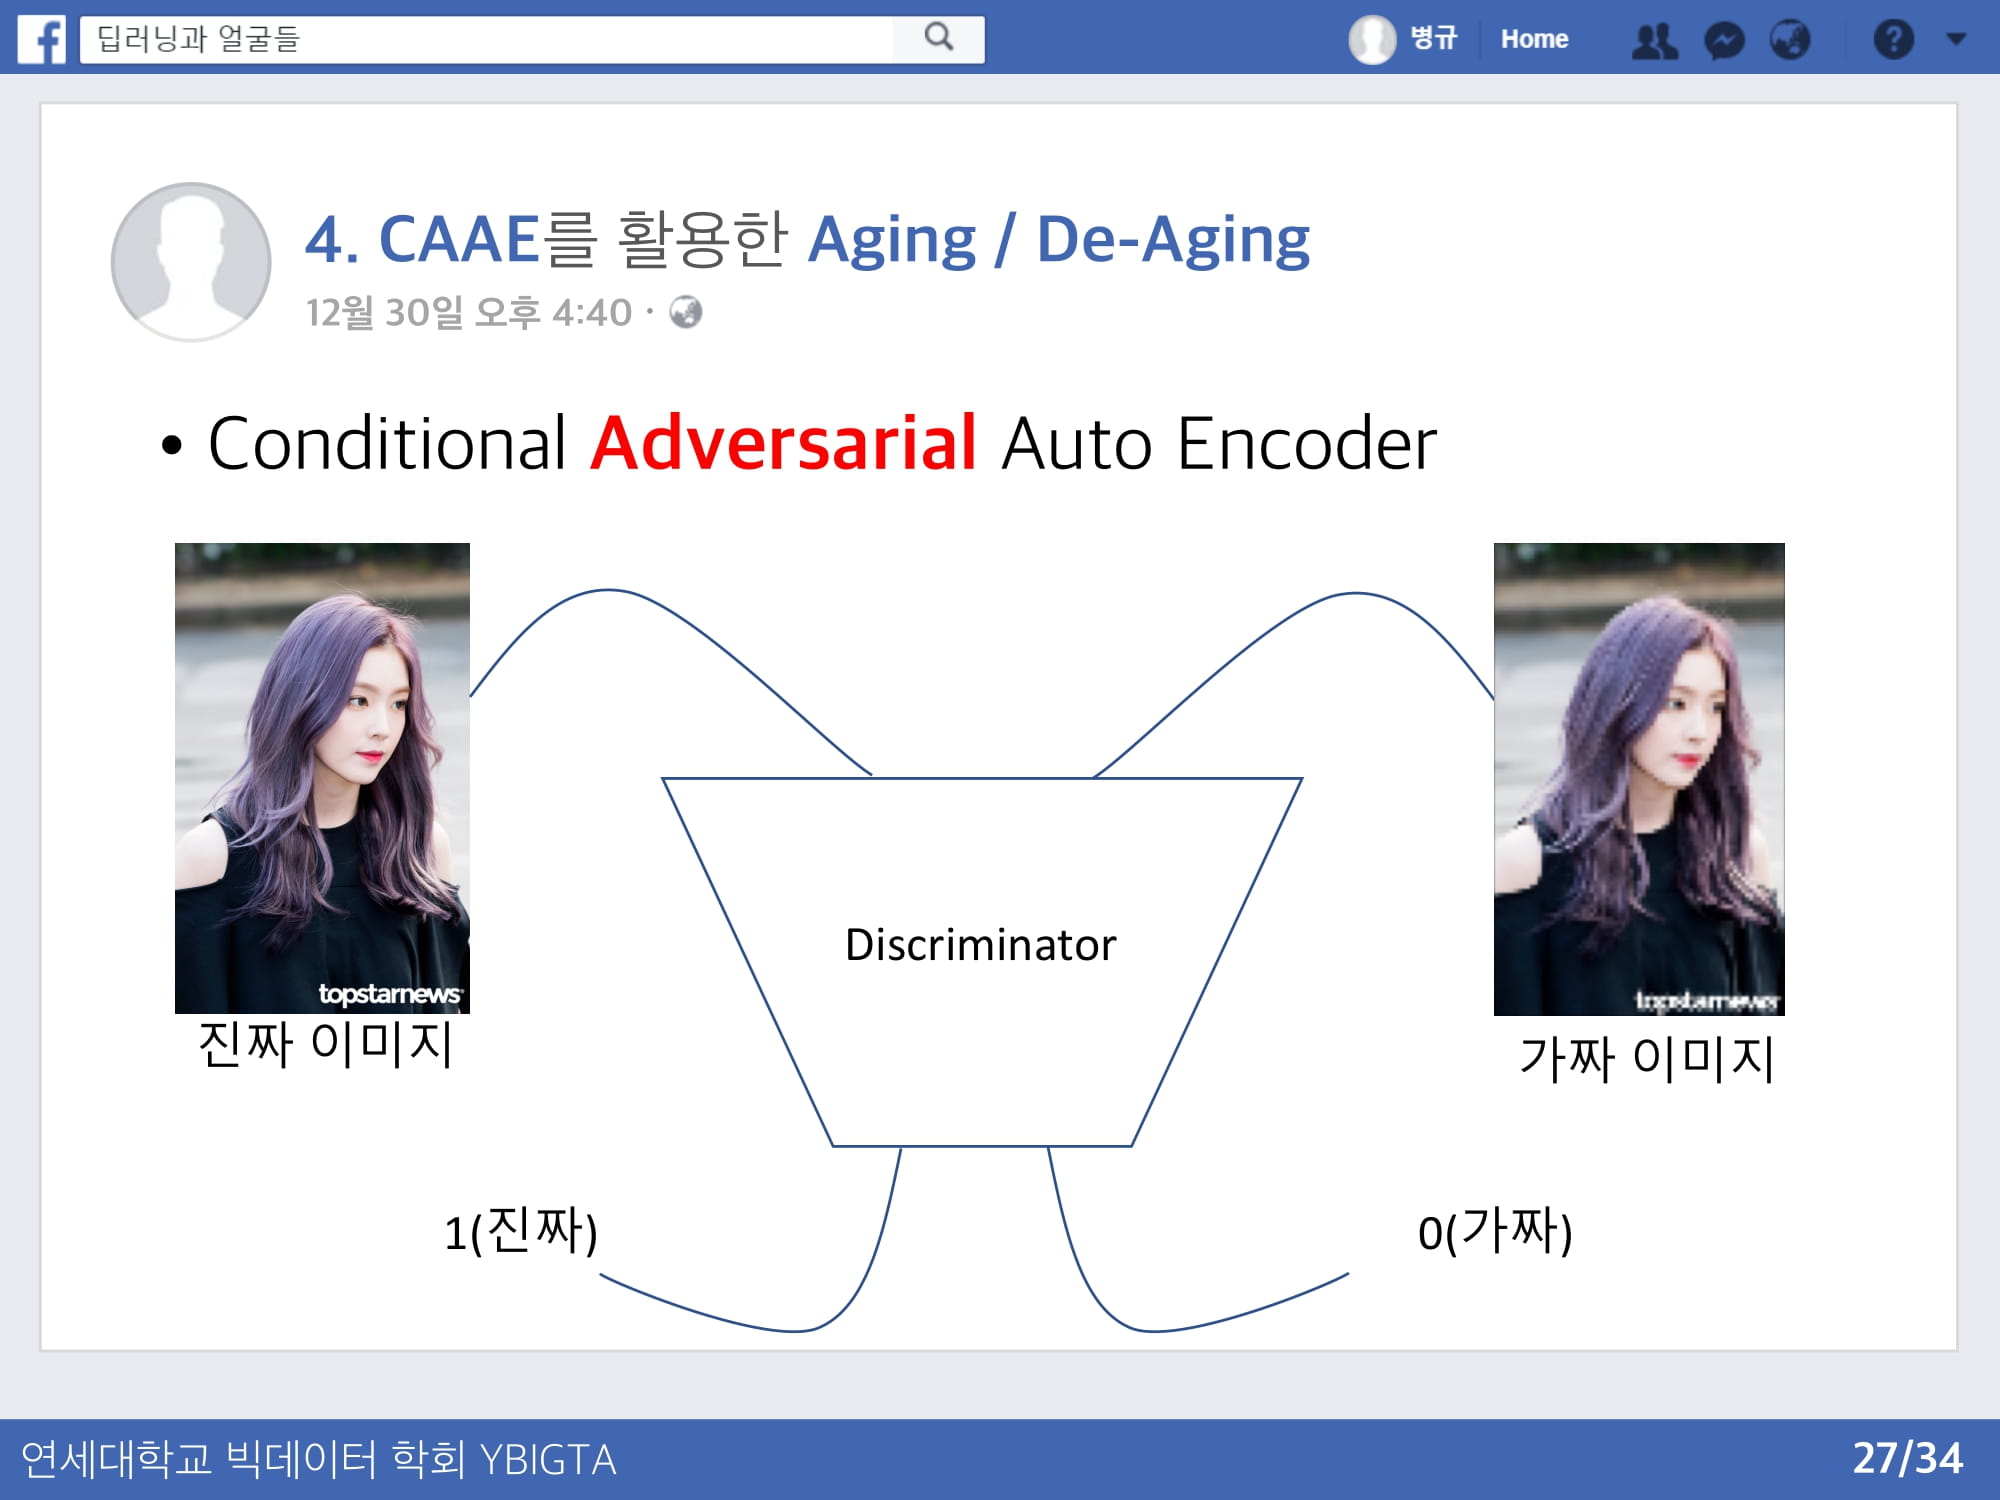 f 딥러닝과 얼굴들 병규 Home ?
4. CAAE를 활용한 Aging / De-Aging
12월 30일 오후 4:40 ·
• Conditional Adversarial Auto Encoder
topstarnews
topstarnews
진짜 이미지
가짜 이미지
Discriminator
1(진짜)
0(가짜)
연세대학교 빅데이터 학회 YBIGTA
27/34